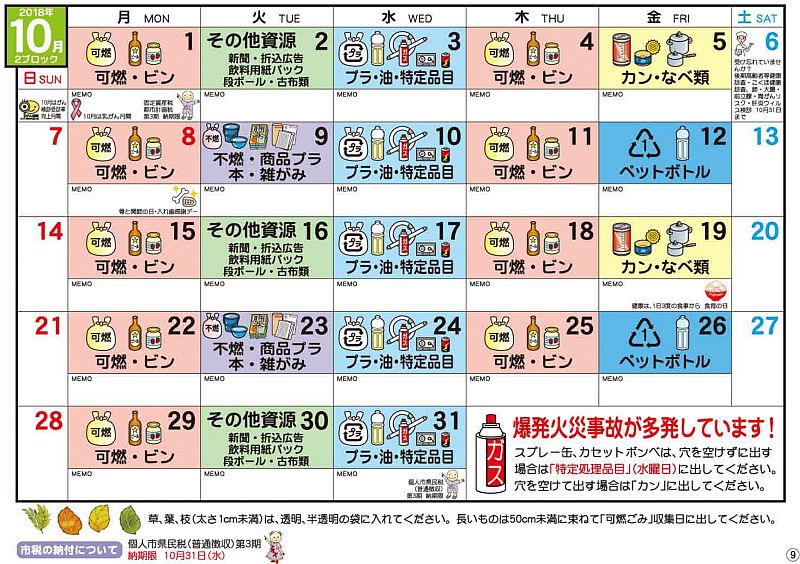 2018年
10月
2ブロック
月 MON
火 TUE
水 WED
木 THU
金 FRI
土 SAT
日 SUN
可燃
1
可燃・ビン
MEMO
その他資源 2
新聞・折込広告
飲料用紙パック
段ボール・古布類
MEMO
プラ
ガス
3
プラ・油・特定品目
MEMO
可燃
4
可燃・ビン
MEMO
5
カン・なべ類
MEMO
6
受け忘れていませ
んか?
後期高齢者等健康
診査・こくほ健康
診査、肺・大腸・
前立腺・胃がんリ
スク・肝炎ウィル
ス検診 10月31日
まで
10月はがん
検診受診率
向上月間
10月は乳がん月間
固定資産税
都市計画税
第3期 納期限
7
可燃
8
可燃・ビン
MEMO
骨と関節の日・入れ歯感謝デー
不燃
9
不燃・商品プラ
本・雑がみ
MEMO
プラ
ガス
10
プラ・油・特定品目
MEMO
可燃
11
可燃・ビン
MEMO
1
12
ペットボトル
MEMO
13
14
可燃
15
可燃・ビン
MEMO
その他資源 16
新聞・折込広告
飲料用紙パック
段ボール・古布類
MEMO
プラ
ガス
17
プラ・油・特定品目
MEMO
可燃
18
可燃・ビン
MEMO
19
カン・なべ類
MEMO
健康は、1日3度の食事から 食育の日
20
21
可燃
22
可燃・ビン
MEMO
不燃
23
不燃・商品プラ
本・雑がみ
MEMO
プラ
ガス
24
プラ・油・特定品目
MEMO
可燃
25
可燃・ビン
MEMO
1
26
ペットボトル
MEMO
27
28
可燃
29
可燃・ビン
MEMO
その他資源 30
新聞・折込広告
飲料用紙パック
段ボール・古布類
MEMO
プラ
ガス
31
プラ・油・特定品目
MEMO
個人市県民税
(普通徴収)
第3期 納期限
ガス
爆発火災事故が多発しています!
スプレー缶、カセットボンベは、穴を空けずに出す
場合は「特定処理品目」(水曜日)に出してください。
穴を空けて出す場合は「カン」に出してください。
草、葉、枝(太さ1cm未満)は、透明、半透明の袋に入れてください。長いものは50cm未満に束ねて「可燃ごみ」収集日に出してください。
市税の納付について
個人市県民税(普通徴収)第3期
納期限 10月31日(水)
9